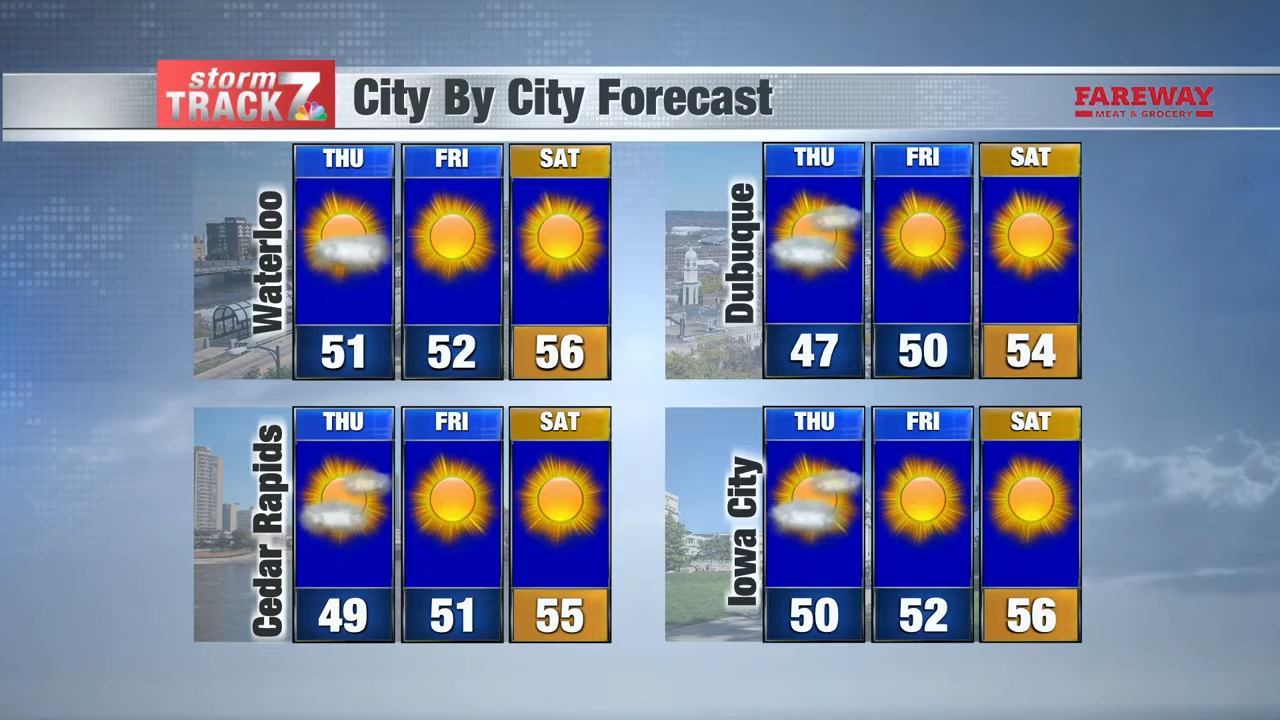 storm
TRACK 7
City By City Forecast
FAREWAY
MEAT & GROCERY
Waterloo
THU FRI SAT
51 52 56
Dubuque
THU FRI SAT
47 50 54
Cedar Rapids
THU FRI SAT
49 51 55
Iowa City
THU FRI SAT
50 52 56